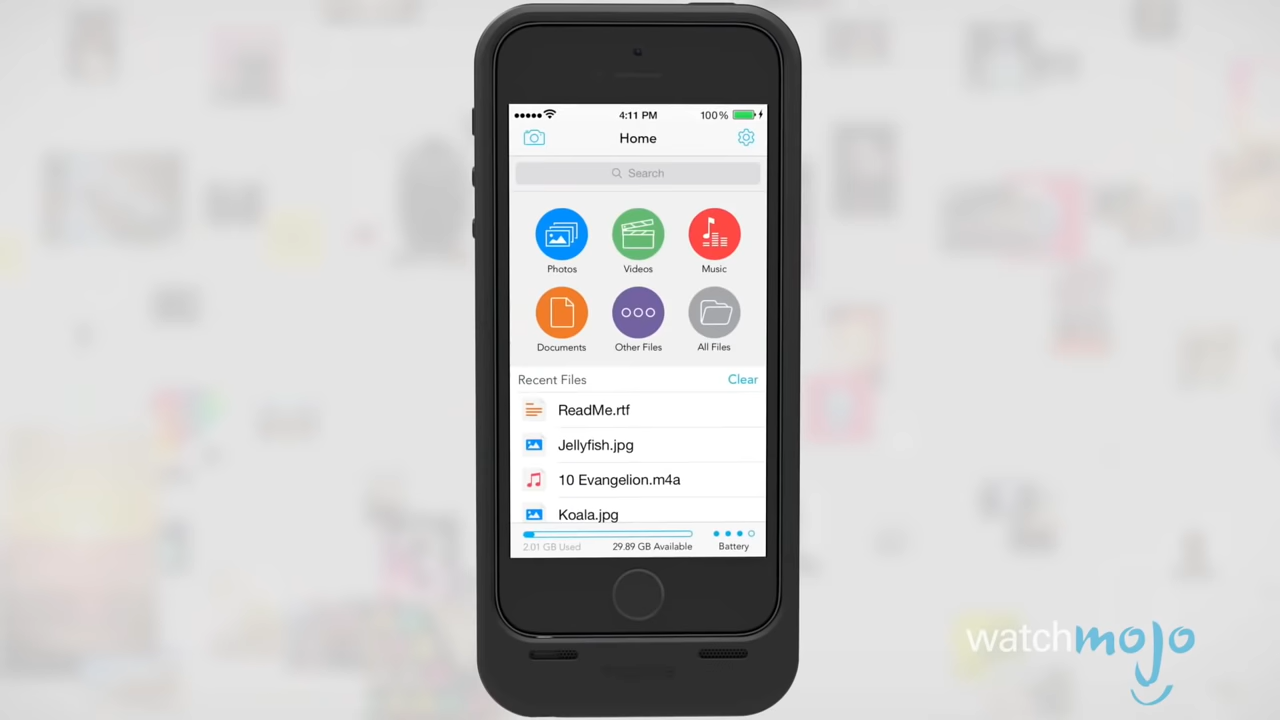 4:11 PM 100%
Home
Search
Photos Videos Music
Documents Other Files All Files
Recent Files Clear
ReadMe.rtf
Jellyfish.jpg
10 Evangelion.m4a
Koala.jpg
2.01 GB Used 29.89 GB Available Battery
watchmojo